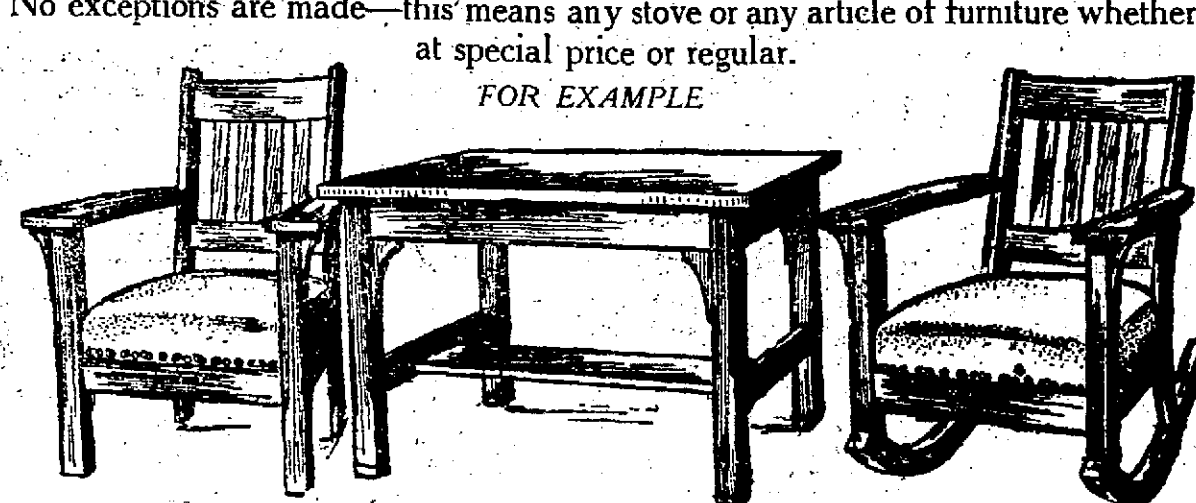 No exceptions are made—this means any stove or any article of furniture whether
at special price or regular.
FOR EXAMPLE